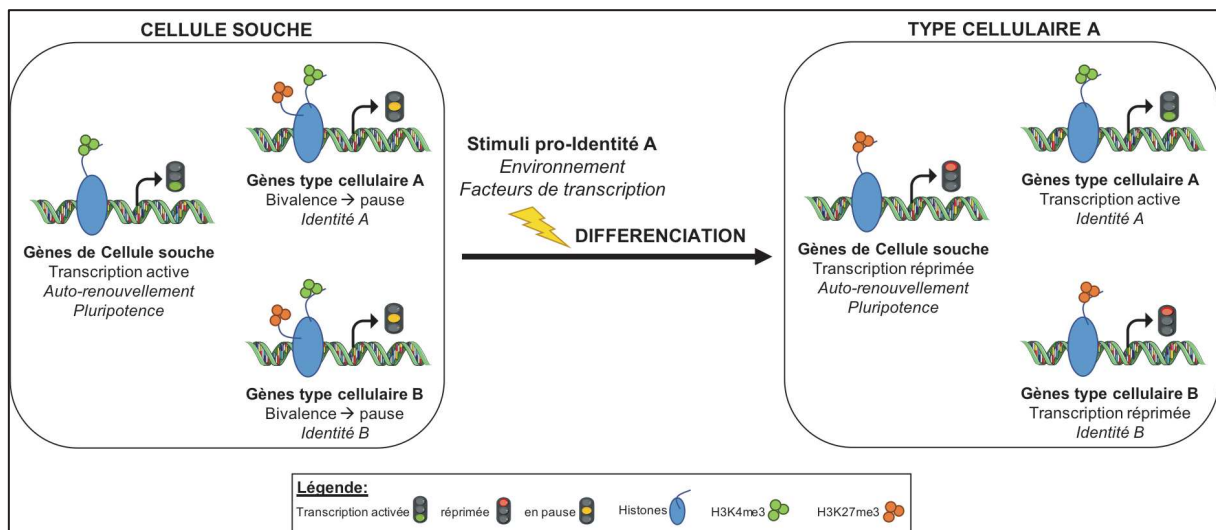 CELLULE SOUCHE
Gènes de Cellule souche
Transcription active
Auto-renouvellement
Pluripotence
Gènes type cellulaire A
Bivalence → pause
Identité A
Gènes type cellulaire B
Bivalence → pause
Identité B
Stimuli pro-Identité A
Environnement
Facteurs de transcription
DIFFERENCIATION
TYPE CELLULAIRE A
Gènes de Cellule souche
Transcription réprimée
Auto-renouvellement
Pluripotence
Gènes type cellulaire A
Transcription active
Identité A
Gènes type cellulaire B
Transcription réprimée
Identité B
Légende:
Transcription activée réprimée en pause Histones H3K4me3 H3K27me3